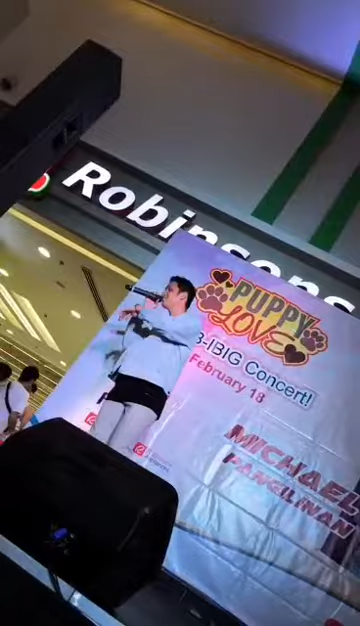 Robinsons
PUPPY
LOVE
B-IBIG Concert!
February 18
MICHAEL
PANGILINAN